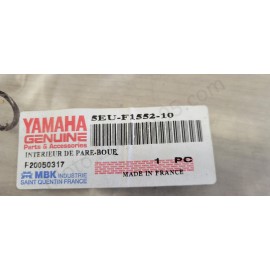 5EU-F1552-10
YAMAHA
GENUINE
Parts & Accessories
INTERIEUR DE PARE-BOUE
F20050317
1 PC
MBK INDUSTRIE
SAINT QUENTIN-FRANCE
MADE IN FRANCE